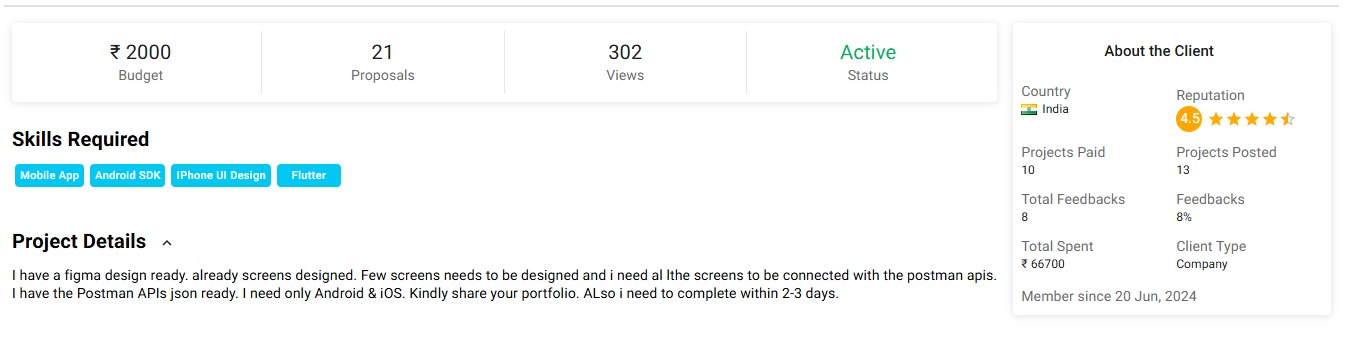 ₹ 2000
Budget
21
Proposals
302
Views
Active
Status
Skills Required
Mobile App
Android SDK
IPhone UI Design
Flutter
Project Details
I have a figma design ready. already screens designed. Few screens needs to be designed and i need al lthe screens to be connected with the postman apis.
I have the Postman APIs json ready. I need only Android & iOS. Kindly share your portfolio. ALso i need to complete within 2-3 days.
About the Client
Country
India
Reputation
4.5
Projects Paid
10
Projects Posted
13
Total Feedbacks
8
Feedbacks
8%
Total Spent
₹ 66700
Client Type
Company
Member since 20 Jun, 2024